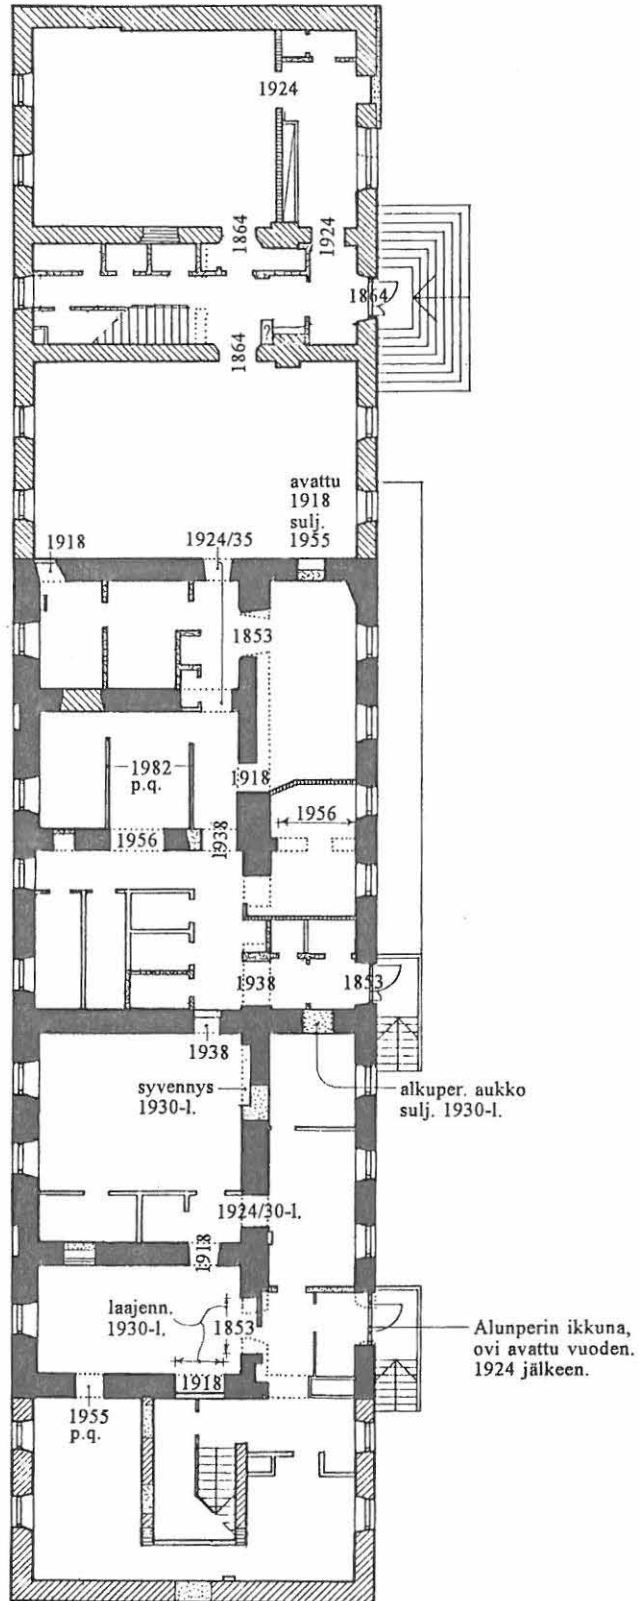 1924
1864
1924
1864
1864
avattu
1918
sulj.
1955
1918
1924/35
1853
1982
p.q.
1918
1956
1956
1938
1938
1853
1938
syvennys
1930-l.
alkuper. aukko
sulj. 1930-l.
1924/30-l.
1918
laajenn.
1930-l.
1853
Alunperin ikkuna,
ovi avattu vuoden.
1924 jälkeen.
1918
1955
p.q.
?